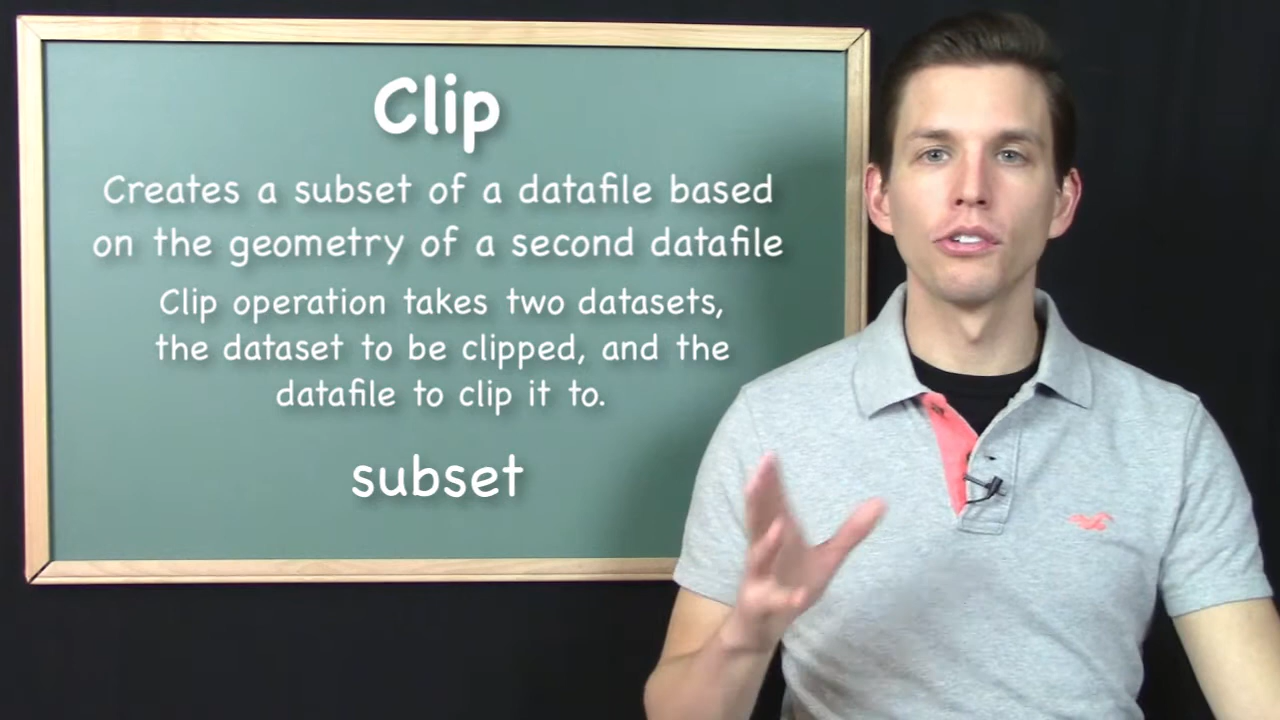 Clip
Creates a subset of a datafile based
on the geometry of a second datafile
Clip operation takes two datasets,
the dataset to be clipped, and the
datafile to clip it to.
subset